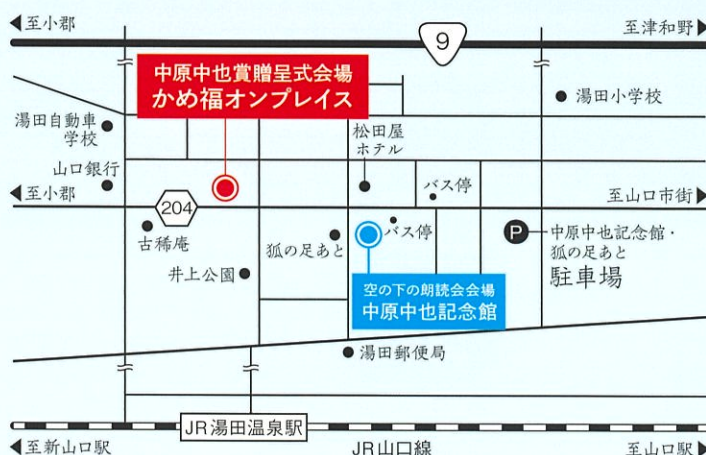 ◀至小郡
9
至津和野▶
中原中也賞贈呈式会場
かめ福オンプレイス
湯田小学校
湯田自動車
学校
松田屋
ホテル
山口銀行
バス停
◀至小郡
204
至山口市街▶
古稀庵
狐の足あと
バス停
P
中原中也記念館・
狐の足あと
駐車場
井上公園
空の下の朗読会会場
中原中也記念館
湯田郵便局
JR湯田温泉駅
◀至新山口駅
JR山口線
至山口駅▶